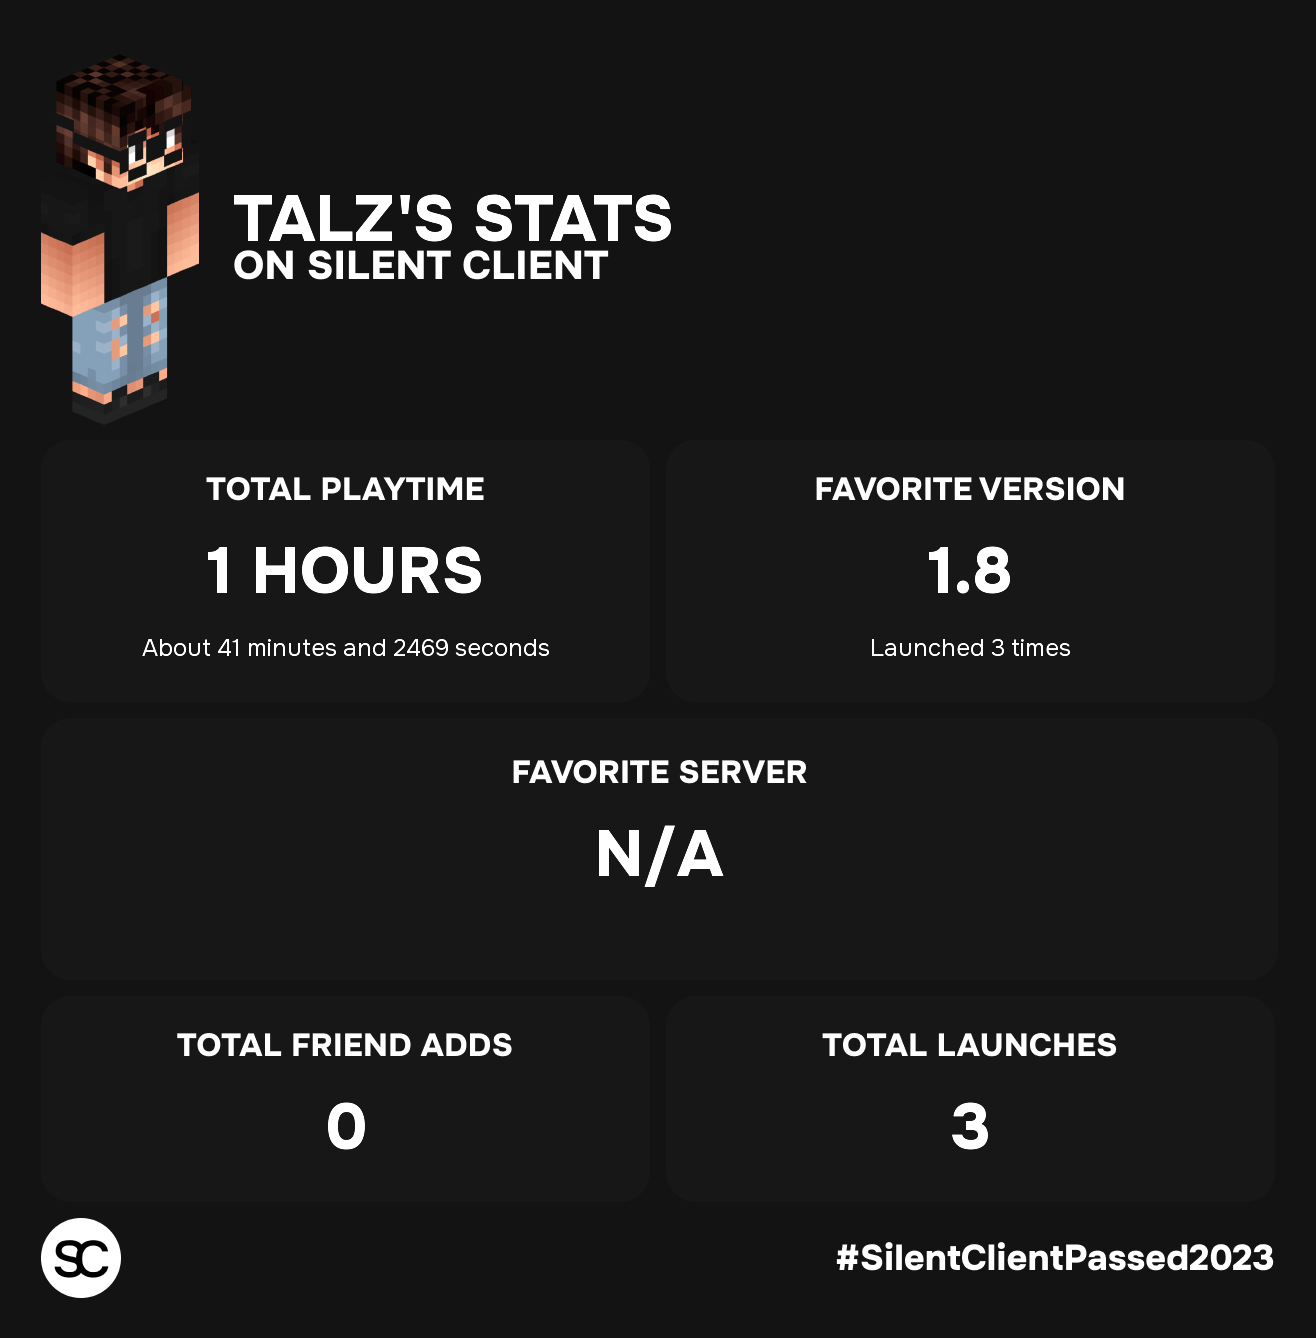 TALZ'S STATS
ON SILENT CLIENT
TOTAL PLAYTIME
1 HOURS
About 41 minutes and 2469 seconds
FAVORITE VERSION
1.8
Launched 3 times
FAVORITE SERVER
N/A
TOTAL FRIEND ADDS
0
TOTAL LAUNCHES
3
SC
#SilentClientPassed2023